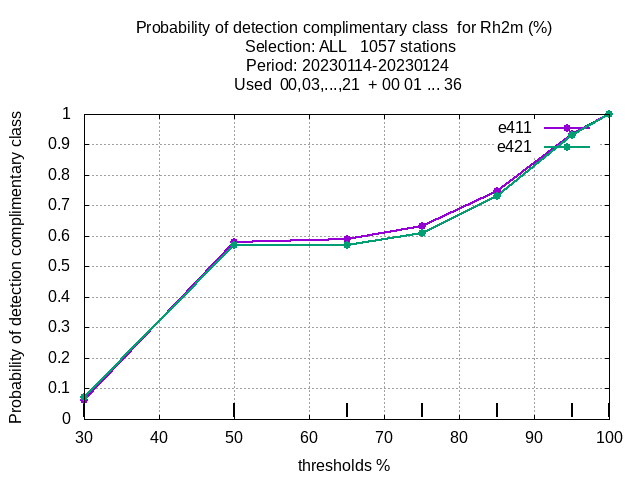 Probability of detection complimentary class  for Rh2m (%)
Selection: ALL   1057 stations
Period: 20230114-20230124
Used  00,03,...,21  + 00 01 ... 36
Probability of detection complimentary class
1
0.9
0.8
0.7
0.6
0.5
0.4
0.3
0.2
0.1
0
e411
e421
30 40 50 60 70 80 90 100
thresholds %